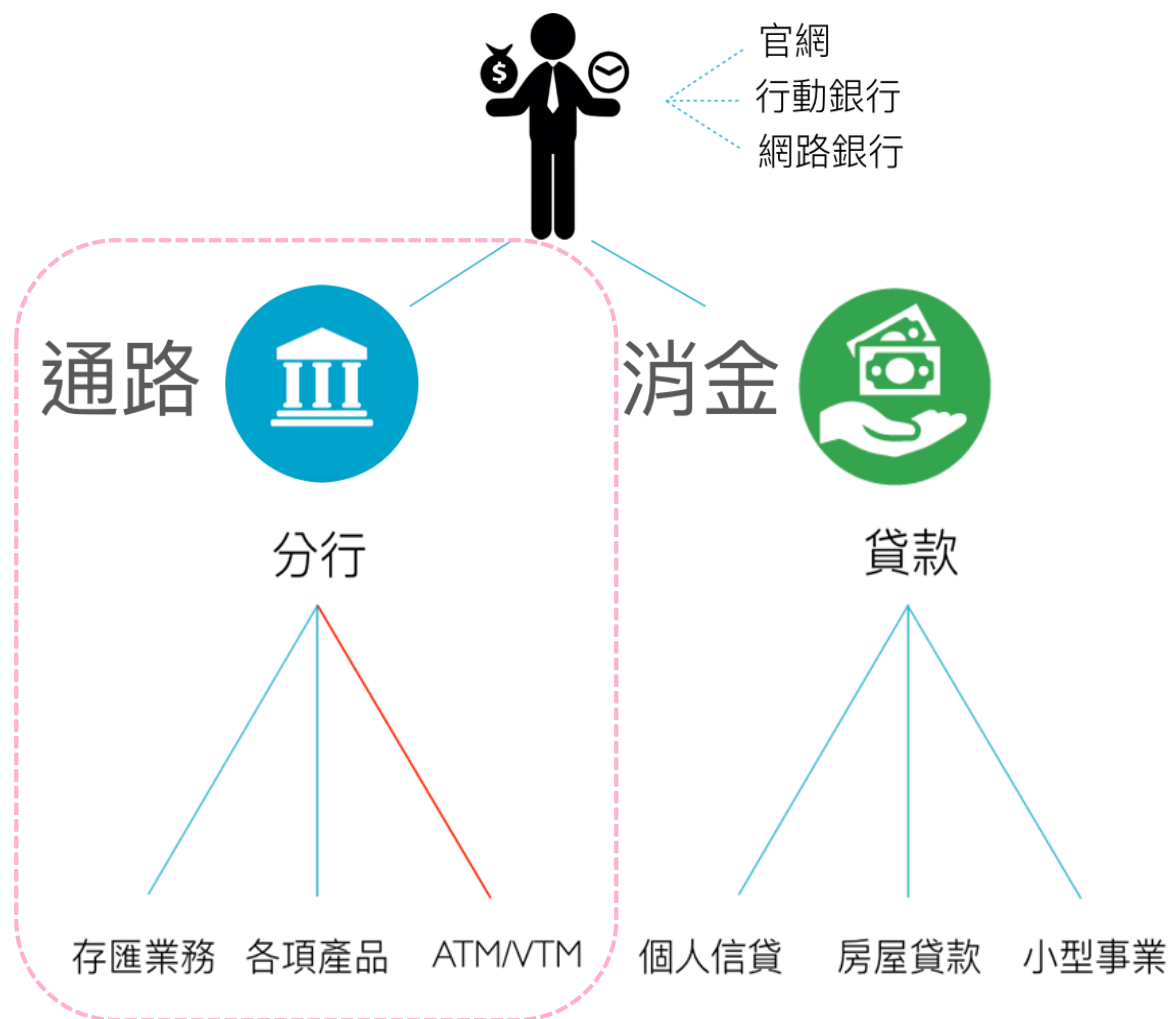 官網
行動銀行
網路銀行
$
通路
消金
分行
貸款
存匯業務
各項產品
ATM/VTM
個人信貸
房屋貸款
小型事業